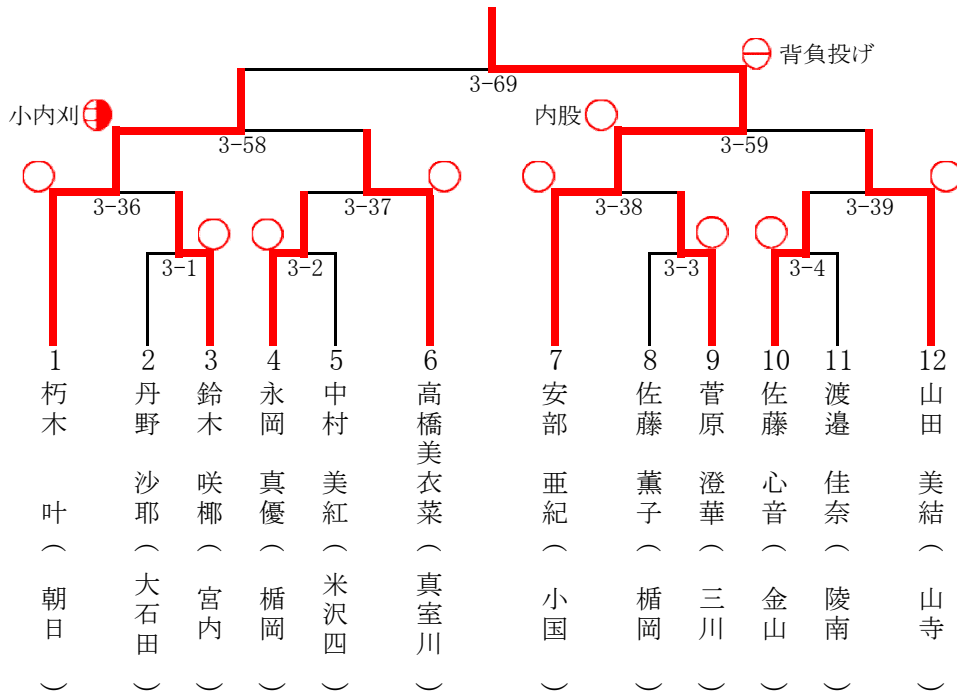 背負投げ
3-69
小内刈
内股
3-58
3-59
3-36
3-37
3-38
3-39
3-1
3-2
3-3
3-4
1
朽木 叶(朝日)
2
丹野 沙耶(大石田)
3
鈴木 咲椰(宮内)
4
永岡 真優(楯岡)
5
中村 美紅(米沢四)
6
高橋美衣菜(真室川)
7
安部 亜紀(小国)
8
佐藤 薫子(楯岡)
9
菅原 澄華(三川)
10
佐藤 心音(金山)
11
渡邉 佳奈(陵南)
12
山田 美結(山寺)